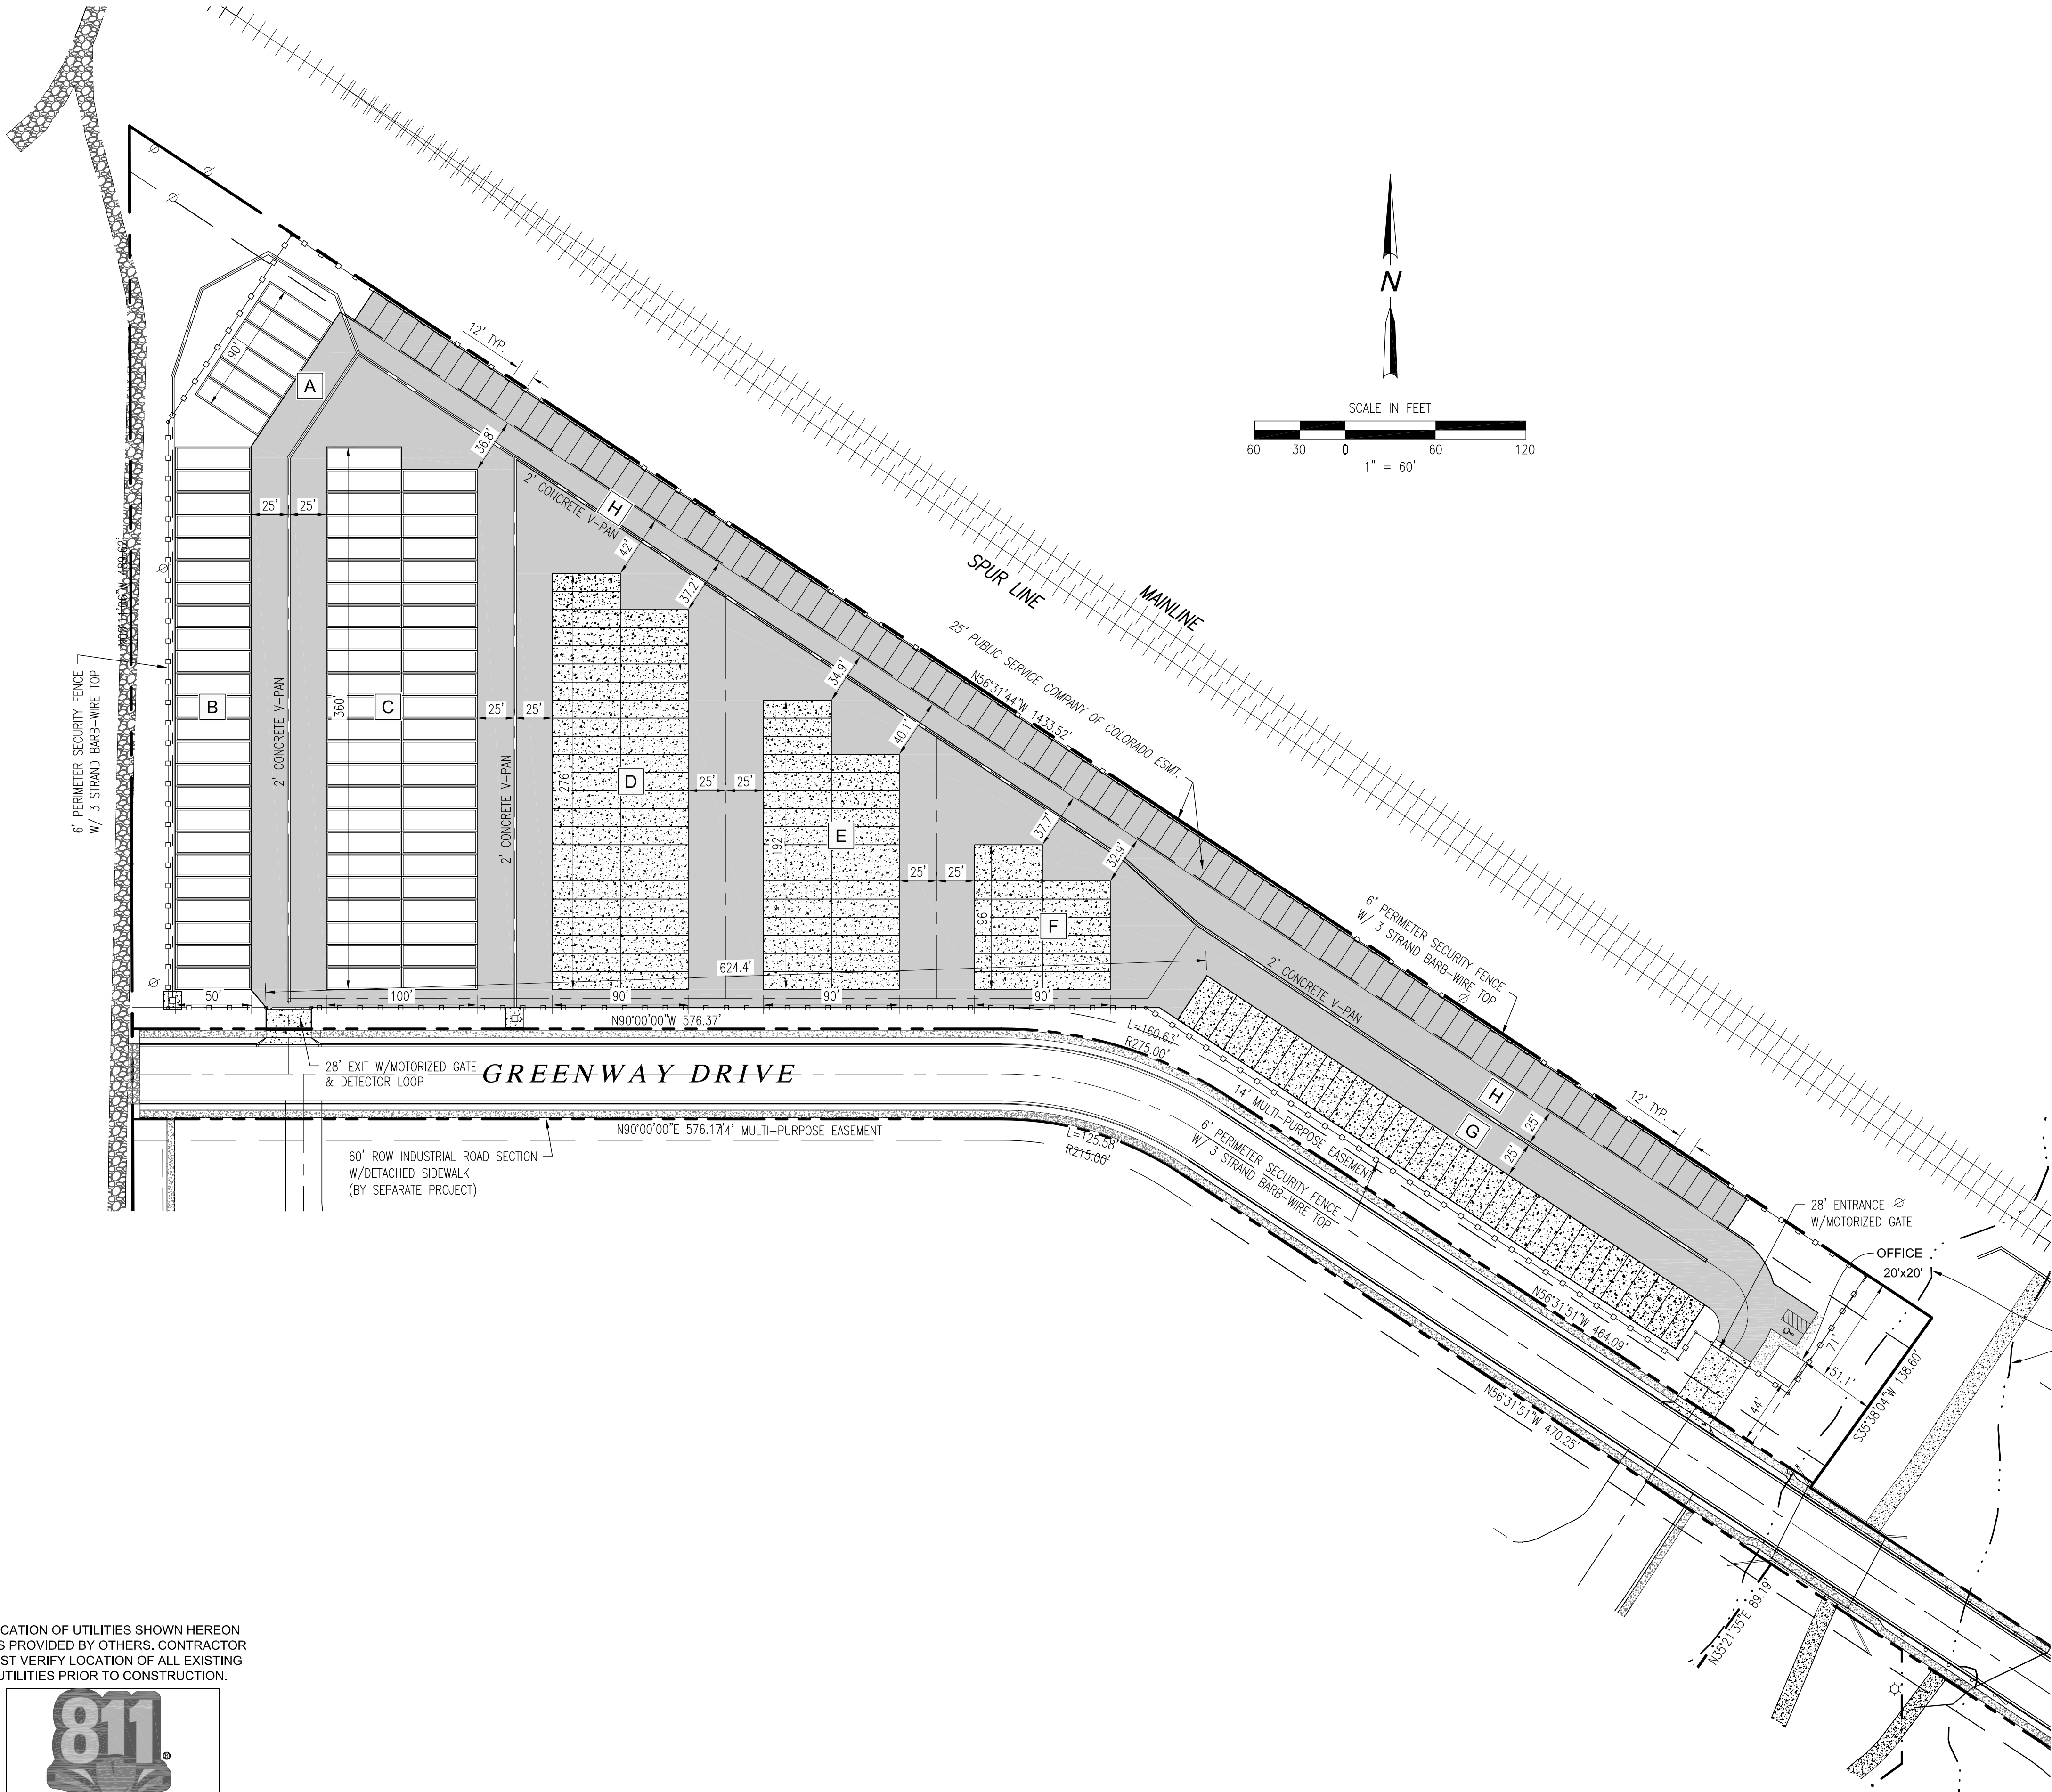 N
SCALE IN FEET
60 30 0 60 120
1" = 60'
12' TYP.
90'
A
36.8'
2' CONCRETE V-PAN
H
42'
37.2'
SPUR LINE
MAINLINE
25' PUBLIC SERVICE COMPANY OF COLORADO ESMT.
N56°31'44"W 1433.52'
25'
25'
6' PERIMETER SECURITY FENCE
W/ 3 STRAND BARB-WIRE TOP
B
2' CONCRETE V-PAN
360'
C
25'
25'
2' CONCRETE V-PAN
276'
D
25'
25'
34.9'
40.1'
192'
E
25'
25'
37.7'
32.9'
96'
F
6' PERIMETER SECURITY FENCE
W/ 3 STRAND BARB-WIRE TOP
624.4'
50'
100'
90'
90'
90'
2' CONCRETE V-PAN
N90°00'00"W 576.37'
L=160.63'
R275.00'
28' EXIT W/MOTORIZED GATE
& DETECTOR LOOP
GREENWAY DRIVE
N90°00'00"E 576.17'
14' MULTI-PURPOSE EASEMENT
L=125.58'
R215.00'
60' ROW INDUSTRIAL ROAD SECTION
W/DETACHED SIDEWALK
(BY SEPARATE PROJECT)
14' MULTI-PURPOSE EASEMENT
6' PERIMETER SECURITY FENCE
W/ 3 STRAND BARB-WIRE TOP
H
12' TYP.
25'
25'
G
28' ENTRANCE
W/MOTORIZED GATE
OFFICE
20'x20'
N56°31'51"W 464.09'
71'
51.1'
44'
S35°38'04"W 138.60'
N56°31'51"W 470.25'
N35°21'35"E 89.19'
CATION OF UTILITIES SHOWN HEREON
S PROVIDED BY OTHERS. CONTRACTOR
ST VERIFY LOCATION OF ALL EXISTING
UTILITIES PRIOR TO CONSTRUCTION.
811